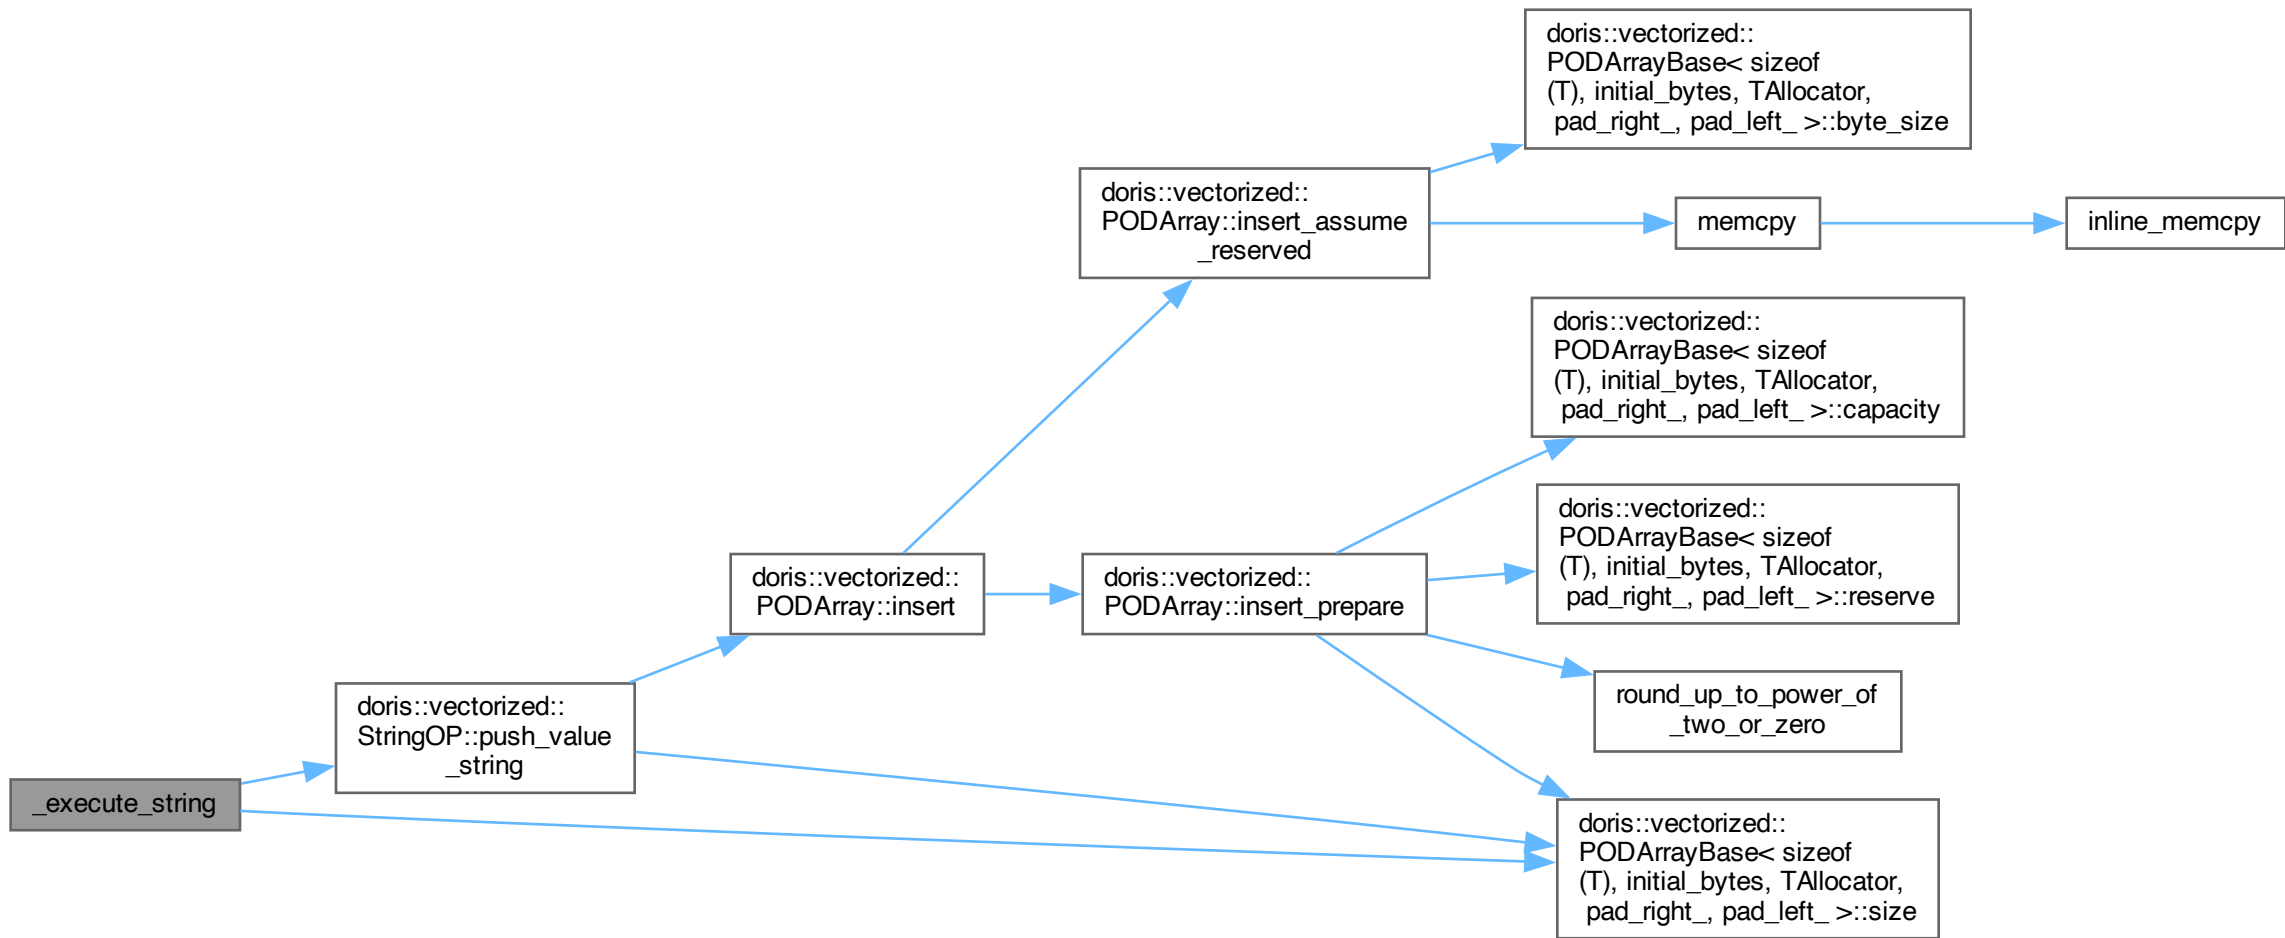 doris::vectorized::
PODArrayBase< sizeof
(T), initial_bytes, TAllocator,
pad_right_, pad_left_ >::byte_size
doris::vectorized::
PODArray::insert_assume
_reserved
memcpy
inline_memcpy
doris::vectorized::
PODArrayBase< sizeof
(T), initial_bytes, TAllocator,
pad_right_, pad_left_ >::capacity
doris::vectorized::
PODArrayBase< sizeof
(T), initial_bytes, TAllocator,
pad_right_, pad_left_ >::reserve
doris::vectorized::
PODArray::insert
doris::vectorized::
PODArray::insert_prepare
round_up_to_power_of
_two_or_zero
doris::vectorized::
StringOP::push_value
_string
_execute_string
doris::vectorized::
PODArrayBase< sizeof
(T), initial_bytes, TAllocator,
pad_right_, pad_left_ >::size